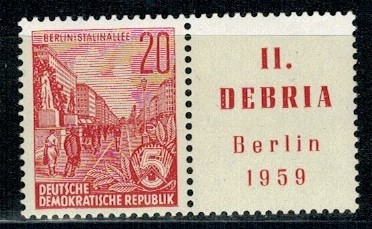 BERLIN-STALINALLEE
20
5
DEUTSCHE
DEMOKRATISCHE REPUBLIK
II.
DEBRIA
Berlin
1959